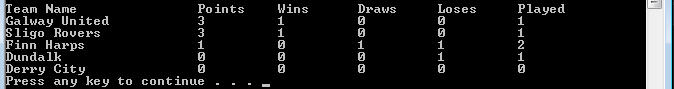 Team Name Points Wins Draws Loses Played
Galway United 3 1 0 0 1
Sligo Rovers 3 1 0 0 1
Finn Harps 1 0 1 1 2
Dundalk 0 0 0 1 1
Derry City 0 0 0 0 0
Press any key to continue . . .